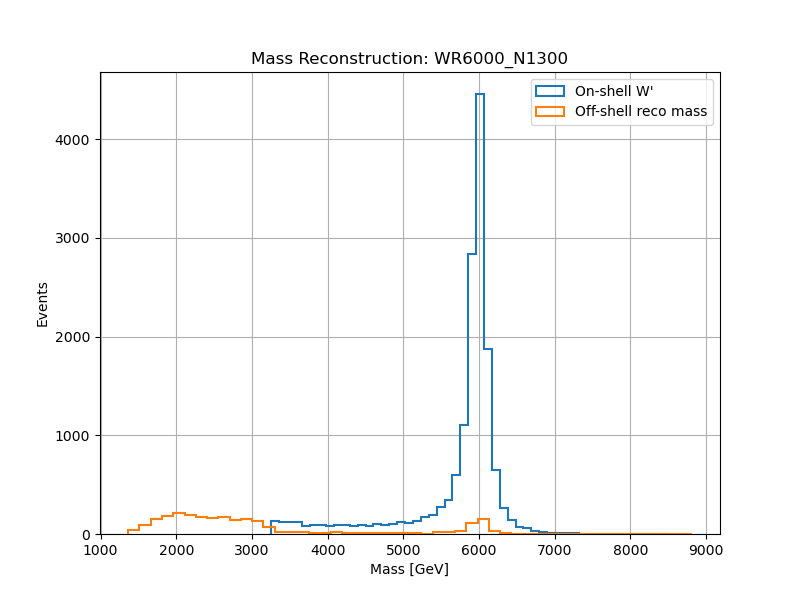 Mass Reconstruction: WR6000_N1300
On-shell W'
Off-shell reco mass
Events
4000
3000
2000
1000
0
1000 2000 3000 4000 5000 6000 7000 8000 9000
Mass [GeV]